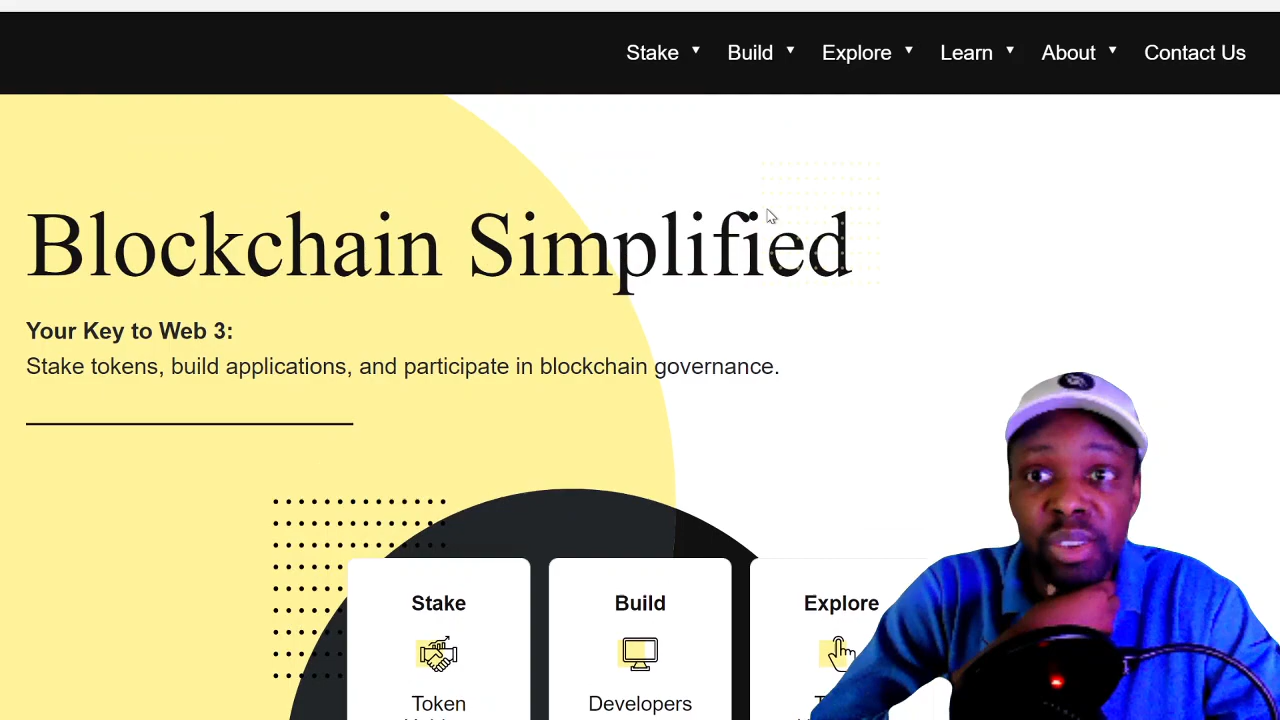 Stake Build Explore Learn About Contact Us
Blockchain Simplified
Your Key to Web 3:
Stake tokens, build applications, and participate in blockchain governance.
Stake
Build
Explore
Token
Developers